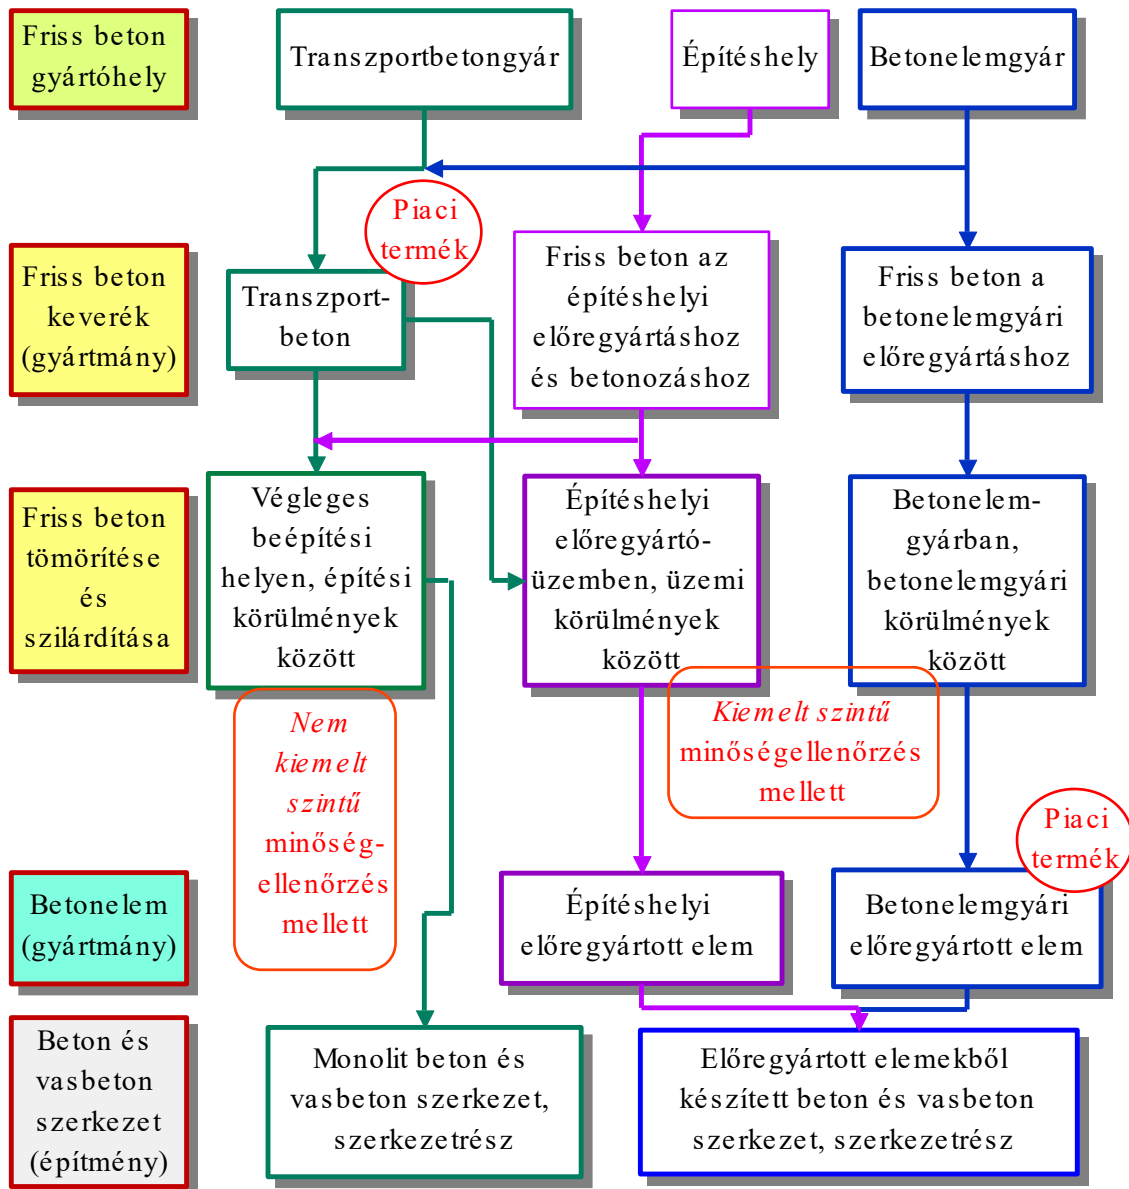 Friss beton
gyártóhely
Transzportbetongyár
Építéshely
Betonelemgyár
Piaci
termék
Friss beton
keverék
(gyártmány)
Transzport-
beton
Friss beton az
építéshelyi
előregyártáshoz
és betonozáshoz
Friss beton a
betonelemgyári
előregyártáshoz
Friss beton
tömörítése
és
szilárdítása
Végleges
beépítési
helyen, építési
körülmények
között
Építéshelyi
előregyártó-
üzemben, üzemi
körülmények
között
Betonelem-
gyárban,
betonelemgyári
körülmények
között
Nem
kiemelt
szintű
minőség-
ellenőrzés
mellett
Kiemelt szintű
minőségellenőrzés
mellett
Piaci
termék
Betonelem
(gyártmány)
Építéshelyi
előregyártott elem
Betonelemgyári
előregyártott elem
Beton és
vasbeton
szerkezet
(építmény)
Monolit beton és
vasbeton szerkezet,
szerkezetrész
Előregyártott elemekből
készített beton és vasbeton
szerkezet, szerkezetrész